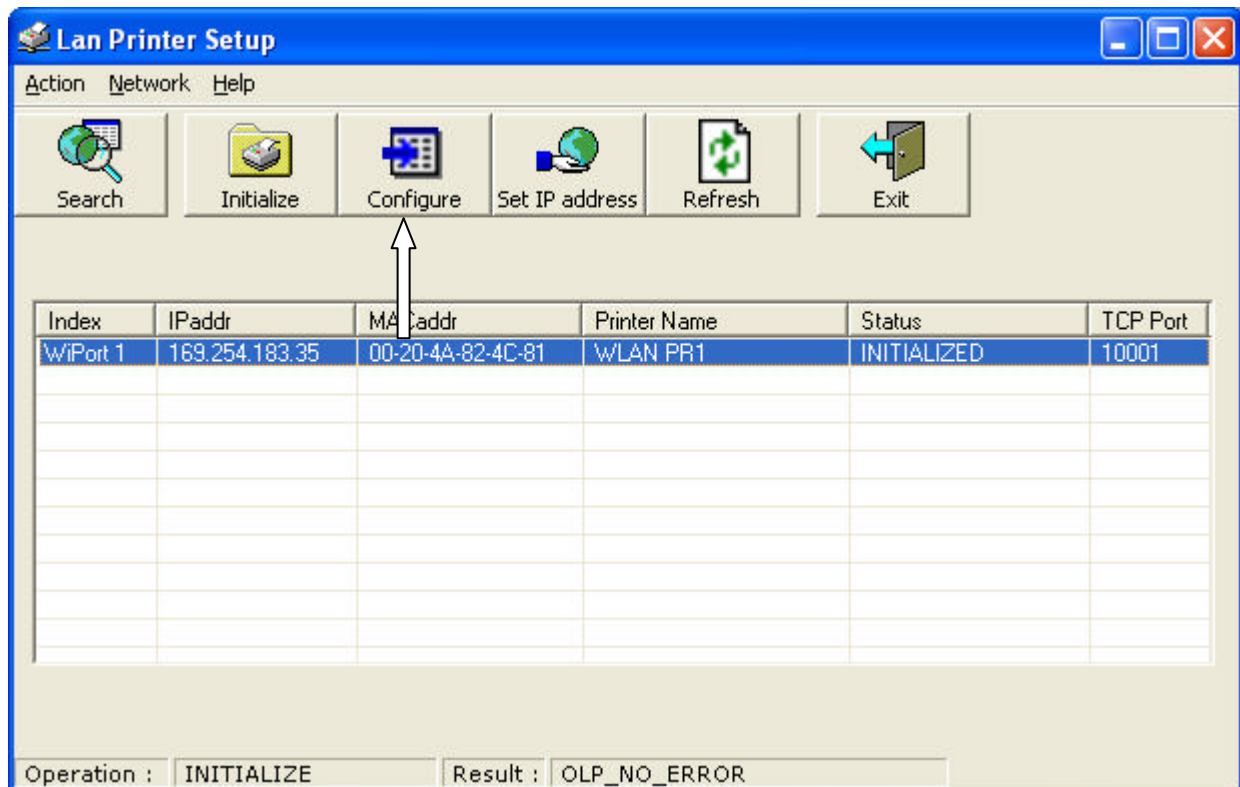 Lan Printer Setup
Action Network Help
Search Initialize Configure Set IP address Refresh Exit
Index IPaddr MACaddr Printer Name Status TCP Port
WiPort 1 169.254.183.35 00-20-4A-82-4C-81 WLAN PR1 INITIALIZED 10001
Operation : INITIALIZE Result : OLP_NO_ERROR